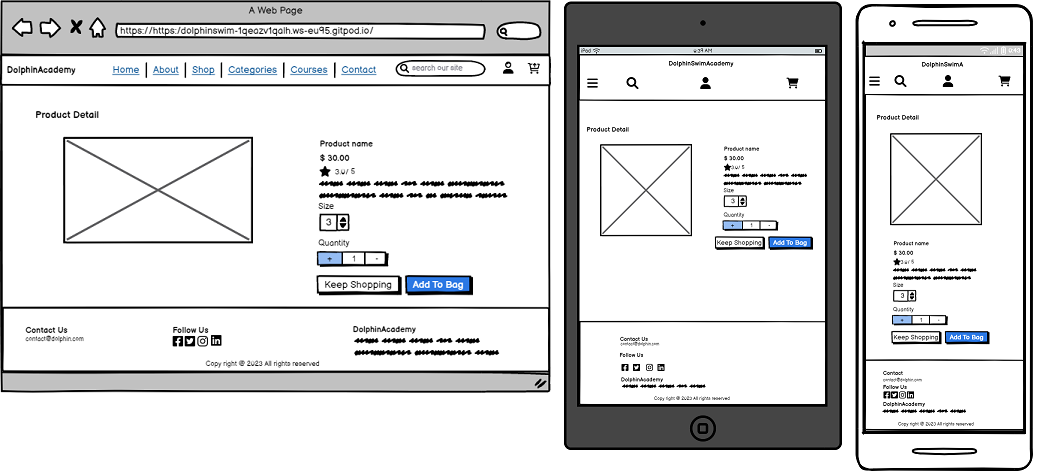 A Web Page
https://https:/dolphinswim-1qeozv1qalh.ws-eu95.gitpod.io/
DolphinAcademy
Home
About
Shop
Categories
Courses
Contact
search our site
Product Detail
Product name
$ 30.00
3.0/ 5
Size
3
Quantity
+ 1 -
Keep Shopping
Add To Bag
Contact Us
contact@dolphin.com
Follow Us
DolphinAcademy
Copy right @ 2023 All rights reserved
iPod
DolphinSwimAcademy
Product Detail
Product name
$ 30.00
3.0/ 5
Size
3
Quantity
+ 1 -
Keep Shopping
Add To Bag
Contact Us
contact@dolphin.com
Follow Us
DolphinAcademy
Copy right @ 2023 All rights reserved
DolphinSwimA
Product Detail
Product name
$ 30.00
3.0/ 5
Size
3
Quantity
+ 1 -
Keep Shopping
Add To Bag
Contact
contact@dolphin.com
Follow Us
DolphinAcademy
Copy right @ 2023 All rights reserved